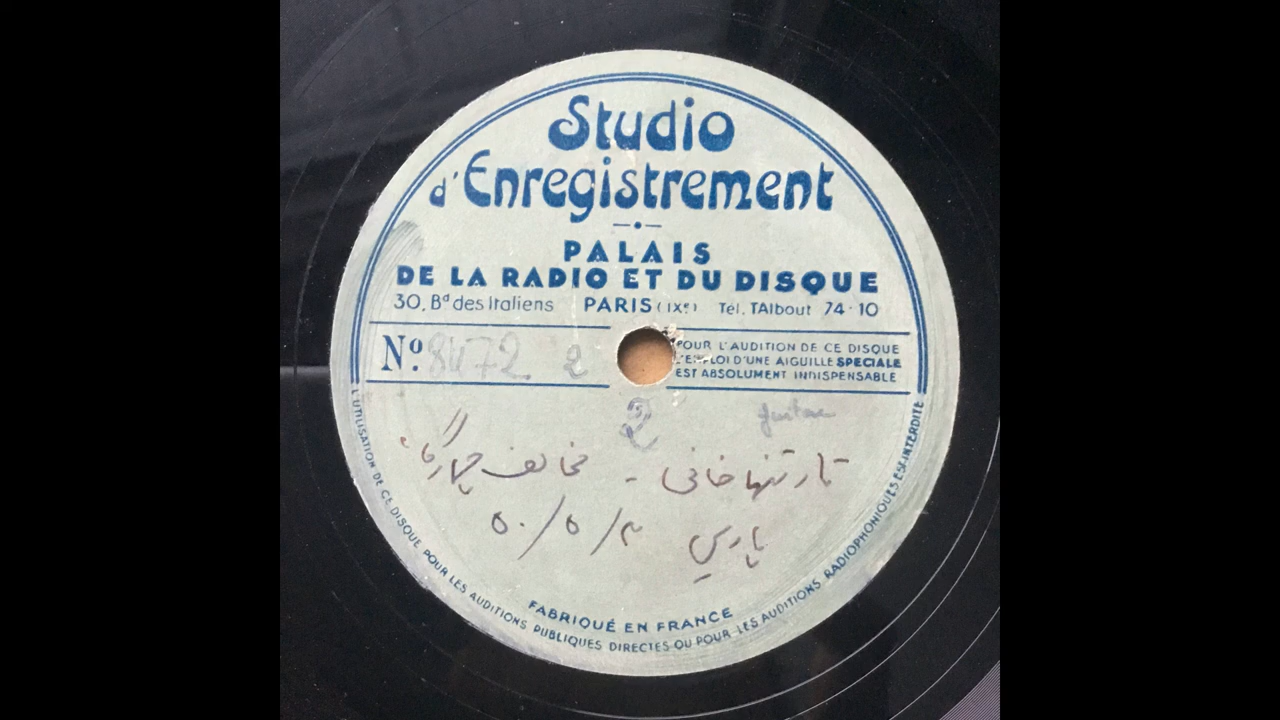 Studio
d'Enregistrement
PALAIS
DE LA RADIO ET DU DISQUE
30, Bd des Italiens PARIS (IXe) Tél. TAIbout 74-10
No. 8472 2
POUR L'AUDITION DE CE DISQUE
L'EMPLOI D'UNE AIGUILLE SPÉCIALE
EST ABSOLUMENT INDISPENSABLE
2
تار تنها خانی - مخالف چهارگاه
پاریس ۵۰/۵/۳
FABRIQUÉ EN FRANCE
L'UTILISATION DE CE DISQUE POUR LES AUDITIONS PUBLIQUES DIRECTES OU POUR LES AUDITIONS RADIOPHONIQUES EST INTERDITE